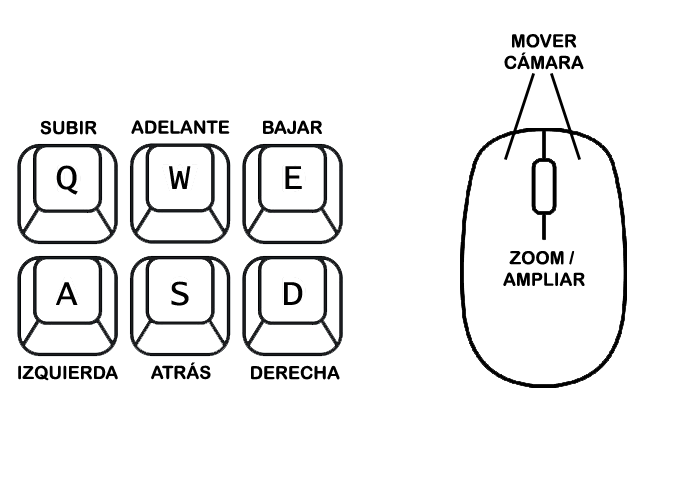 MOVER
CÁMARA
SUBIR ADELANTE BAJAR
Q W E
A S D
IZQUIERDA ATRÁS DERECHA
ZOOM /
AMPLIAR